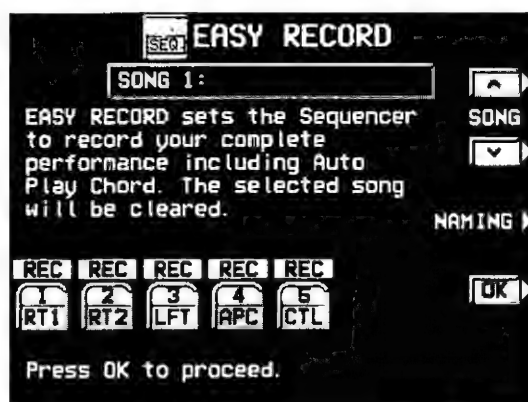 SEQ EASY RECORD
SONG 1:
EASY RECORD sets the Sequencer
to record your complete
performance including Auto
Play Chord. The selected song
will be cleared.
SONG
NAMING
REC REC REC REC REC
1 2 3 4 5
RT1 RT2 LFT APC CTL
OK
Press OK to proceed.